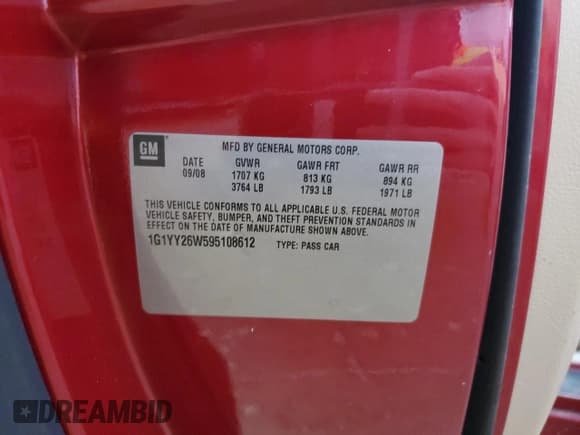 GM
MFD BY GENERAL MOTORS CORP.
DATE GVWR GAWR FRT GAWR RR
09/08 1707 KG 813 KG 894 KG
3764 LB 1793 LB 1971 LB
THIS VEHICLE CONFORMS TO ALL APPLICABLE U.S. FEDERAL MOTOR
VEHICLE SAFETY, BUMPER, AND THEFT PREVENTION STANDARDS IN
EFFECT ON THE DATE OF MANUFACTURE SHOWN ABOVE.
1G1YY26W595108612 TYPE: PASS CAR
DREAMBID